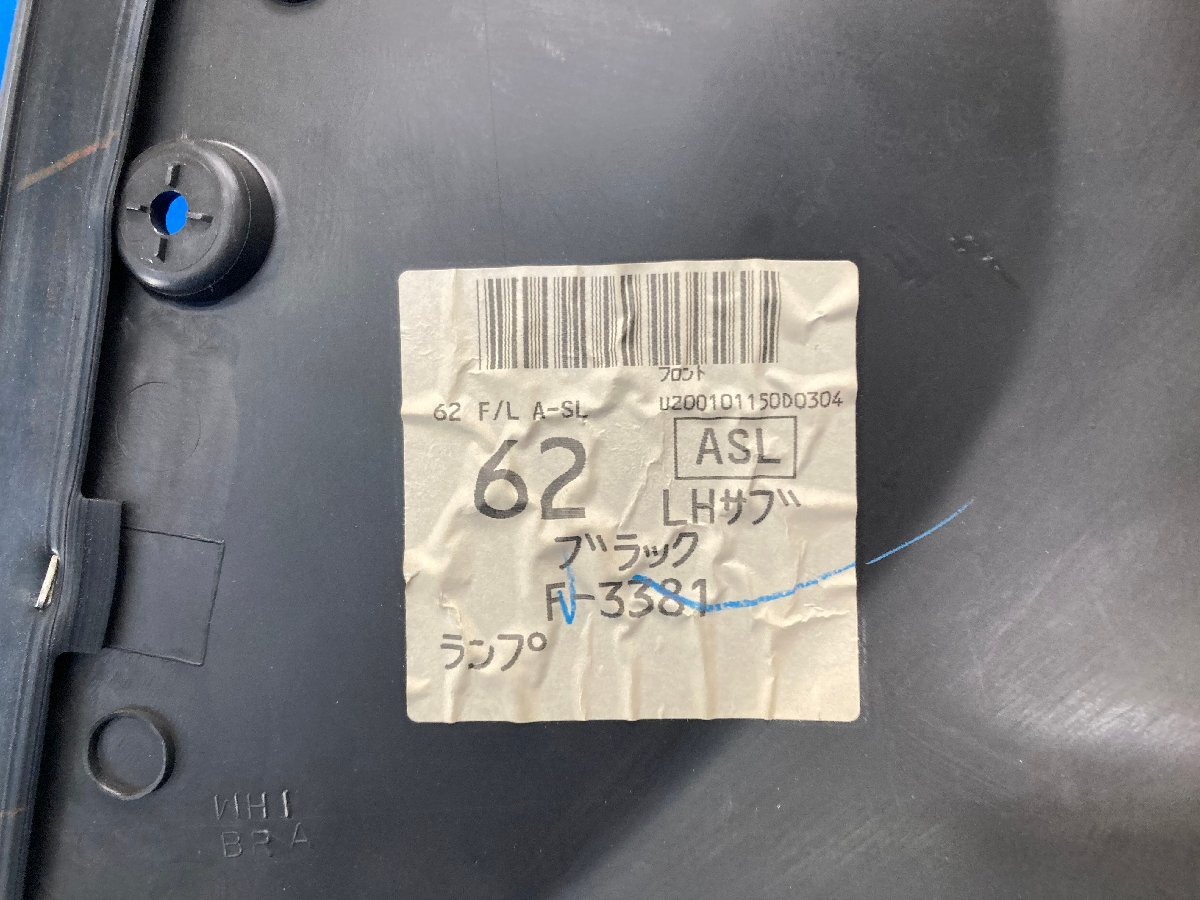 フロント
62 F/L A-SL U200101150D0304
62 ASL
LHサブ
ブラック
F-3381
ランプ
WHI
BRA